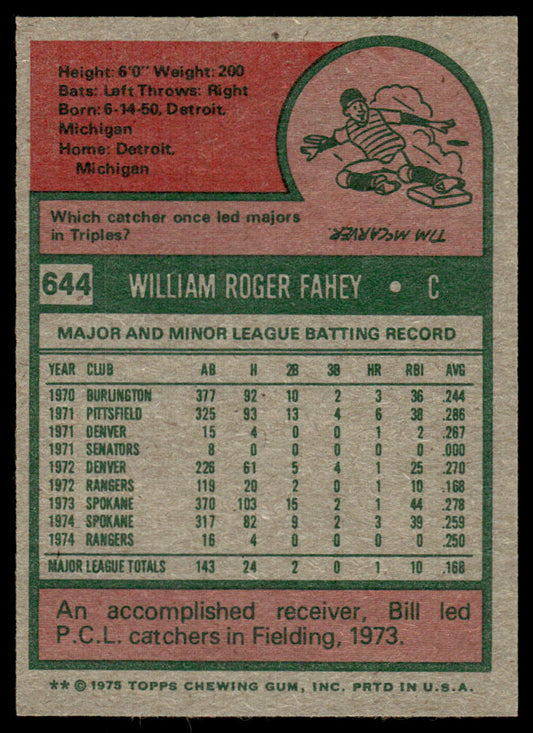 Height: 6'0" Weight: 200
Bats: Left Throws: Right
Born: 6-14-50, Detroit,
Michigan
Home: Detroit,
Michigan
Which catcher once led majors
in Triples?
TIM McCARVER.
644 WILLIAM ROGER FAHEY • C
MAJOR AND MINOR LEAGUE BATTING RECORD
YEAR CLUB AB H 2B 3B HR RBI AVG
1970 BURLINGTON 377 92 10 2 3 36 .244
1971 PITTSFIELD 325 93 13 4 6 38 .286
1971 DENVER 15 4 0 0 1 2 .267
1971 SENATORS 8 0 0 0 0 0 .000
1972 DENVER 226 61 5 4 1 25 .270
1972 RANGERS 119 20 2 0 1 10 .168
1973 SPOKANE 370 103 15 2 1 44 .278
1974 SPOKANE 317 82 9 2 3 39 .259
1974 RANGERS 16 4 0 0 0 0 .250
MAJOR LEAGUE TOTALS 143 24 2 0 1 10 .168
An accomplished receiver, Bill led
P.C.L. catchers in Fielding, 1973.
** © 1975 TOPPS CHEWING GUM, INC. PRTD IN U.S.A.